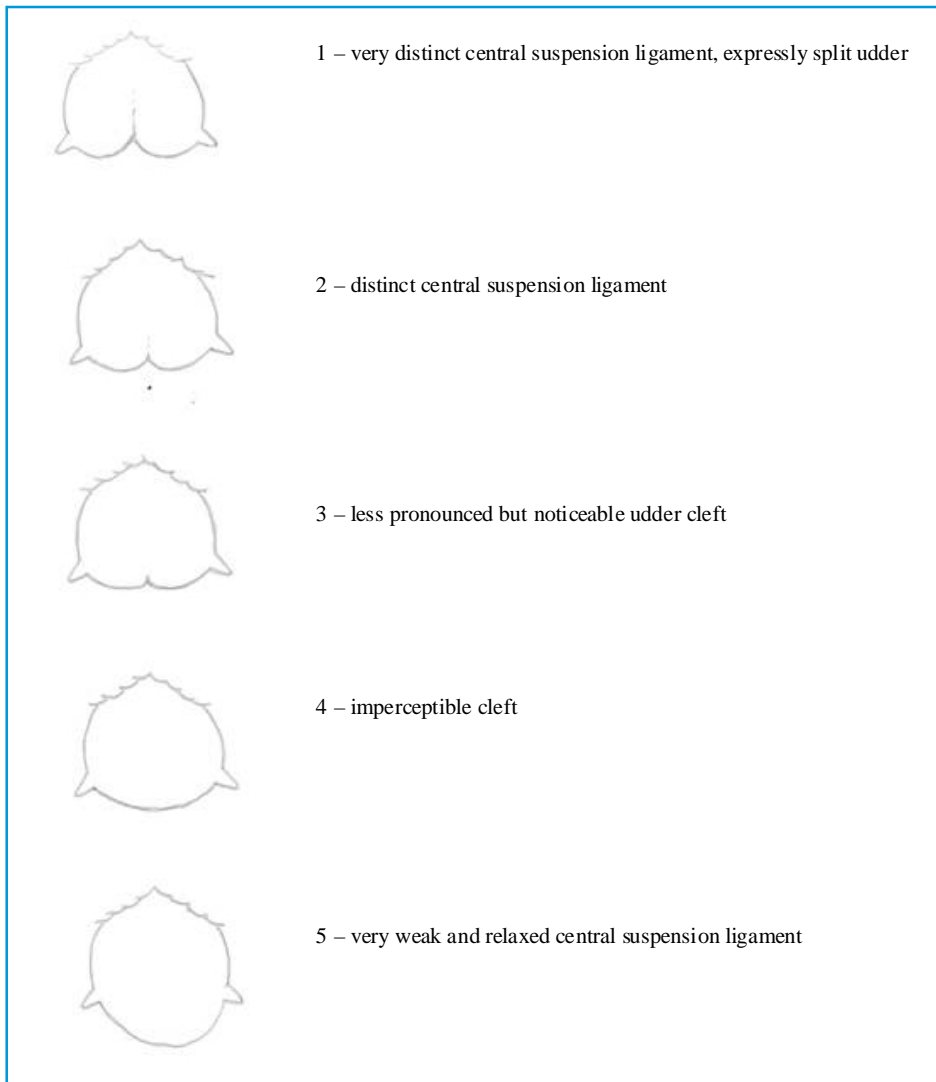 1 – very distinct central suspension ligament, expressly split udder
2 – distinct central suspension ligament
3 – less pronounced but noticeable udder cleft
4 – imperceptible cleft
5 – very weak and relaxed central suspension ligament